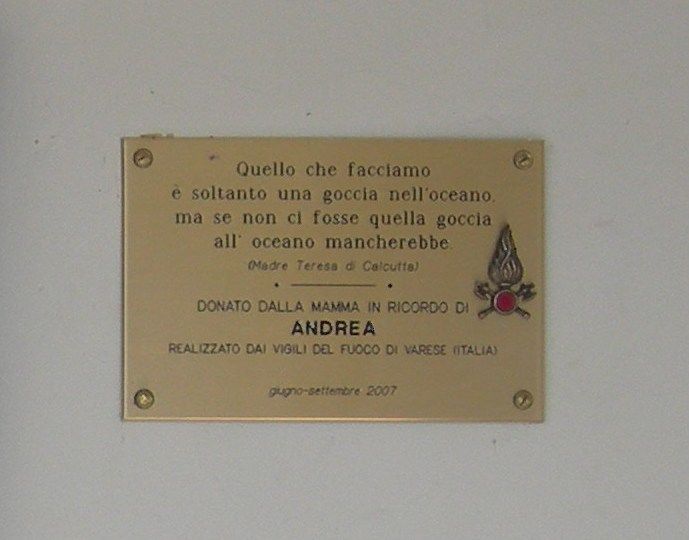 Quello che facciamo
è soltanto una goccia nell'oceano,
ma se non ci fosse quella goccia
all' oceano mancherebbe.
(Madre Teresa di Calcutta)
DONATO DALLA MAMMA IN RICORDO DI
ANDREA
REALIZZATO DAI VIGILI DEL FUOCO DI VARESE (ITALIA)
giugno-settembre 2007